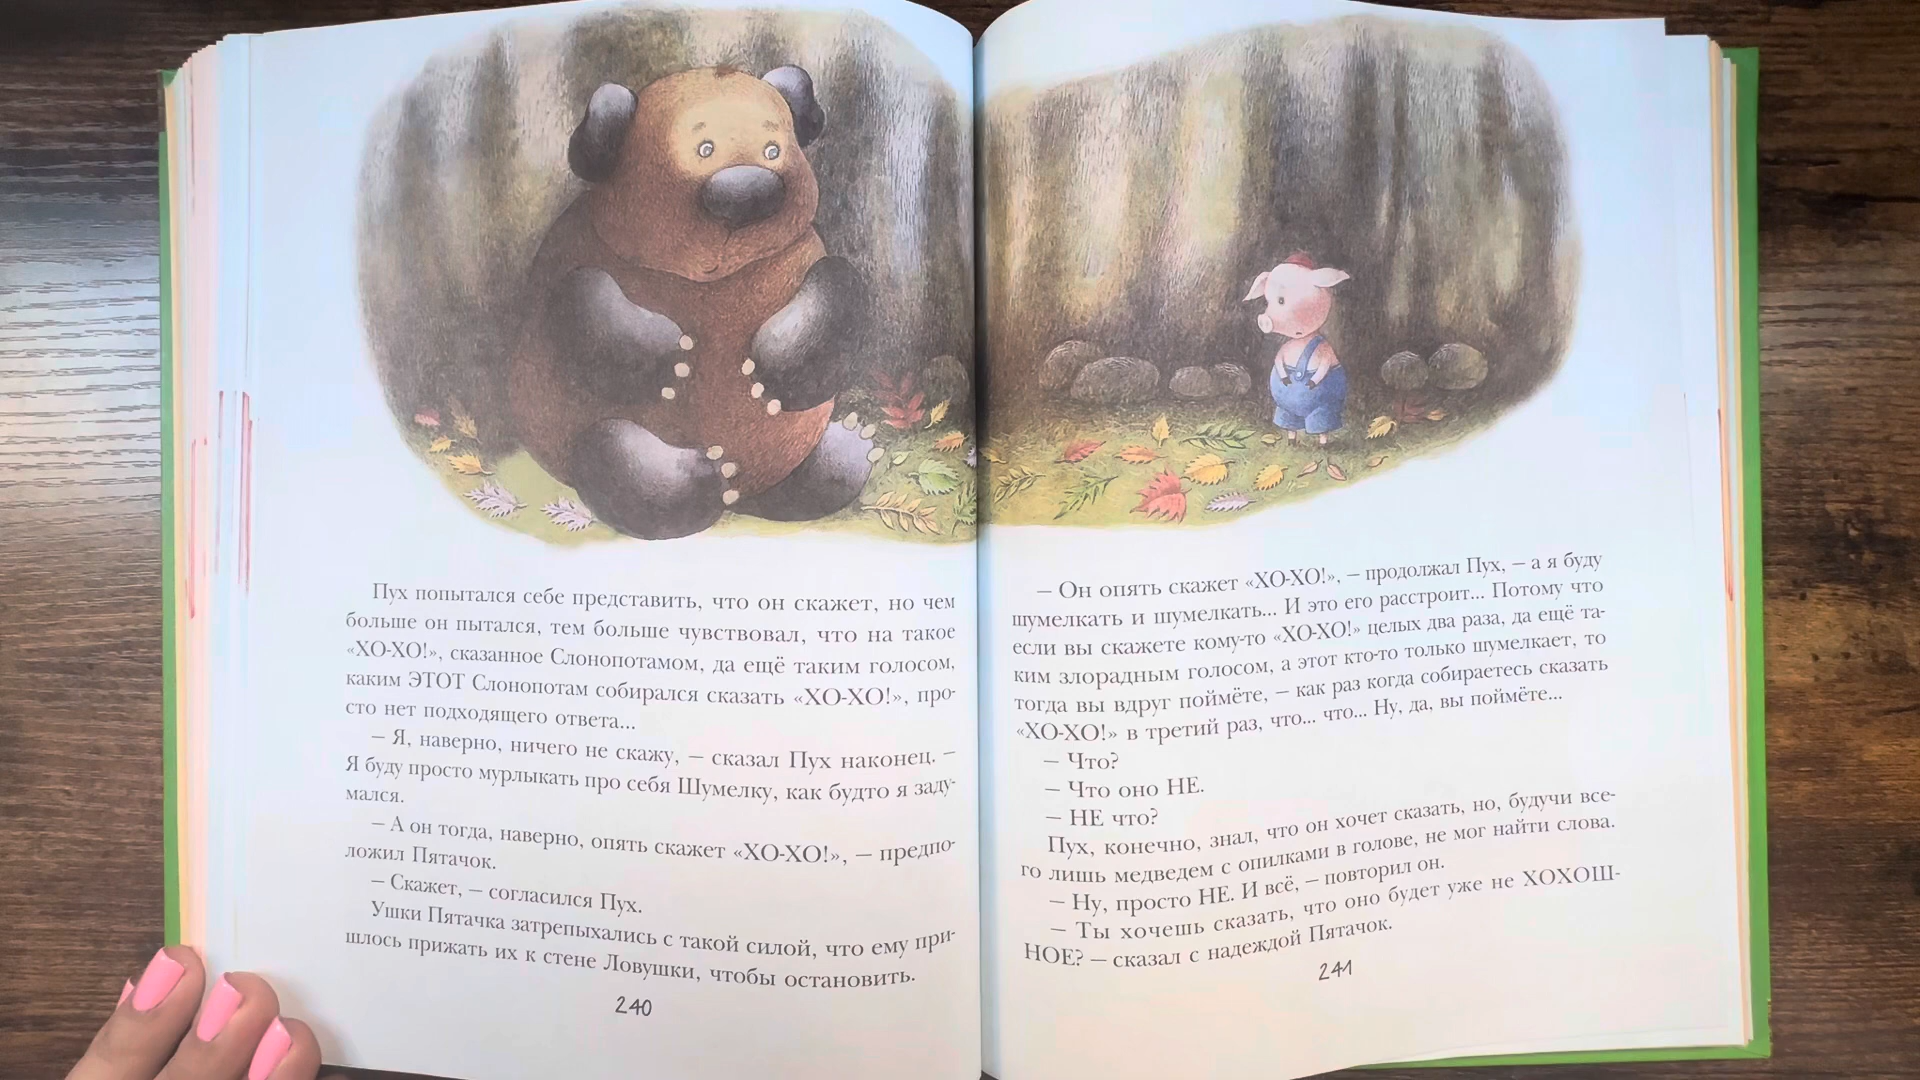 Пух попытался себе представить, что он скажет, но чем
больше он пытался, тем больше чувствовал, что на такое
«ХО-ХО!», сказанное Слонопотамом, да ещё таким голосом,
каким ЭТОТ Слонопотам собирался сказать «ХО-ХО!», про-
сто нет подходящего ответа...
– Я, наверно, ничего не скажу, – сказал Пух наконец. –
Я буду просто мурлыкать про себя Шумелку, как будто я заду-
мался.
– А он тогда, наверно, опять скажет «ХО-ХО!», – предпо-
ложил Пятачок.
– Скажет, – согласился Пух.
Ушки Пятачка затрепыхались с такой силой, что ему при-
шлось прижать их к стене Ловушки, чтобы остановить.
240
– Он опять скажет «ХО-ХО!», – продолжал Пух, – а я буду
шумелкать и шумелкать... И это его расстроит... Потому что
если вы скажете кому-то «ХО-ХО!» целых два раза, да ещё та-
ким злорадным голосом, а этот кто-то только шумелкает, то
тогда вы вдруг поймёте, – как раз когда собираетесь сказать
«ХО-ХО!» в третий раз, что... что... Ну, да, вы поймёте...
– Что?
– Что оно НЕ.
– НЕ что?
Пух, конечно, знал, что он хочет сказать, но, будучи все-
го лишь медведем с опилками в голове, не мог найти слова.
– Ну, просто НЕ. И всё, – повторил он.
– Ты хочешь сказать, что оно будет уже не ХОХОШ-
НОЕ? – сказал с надеждой Пятачок.
241